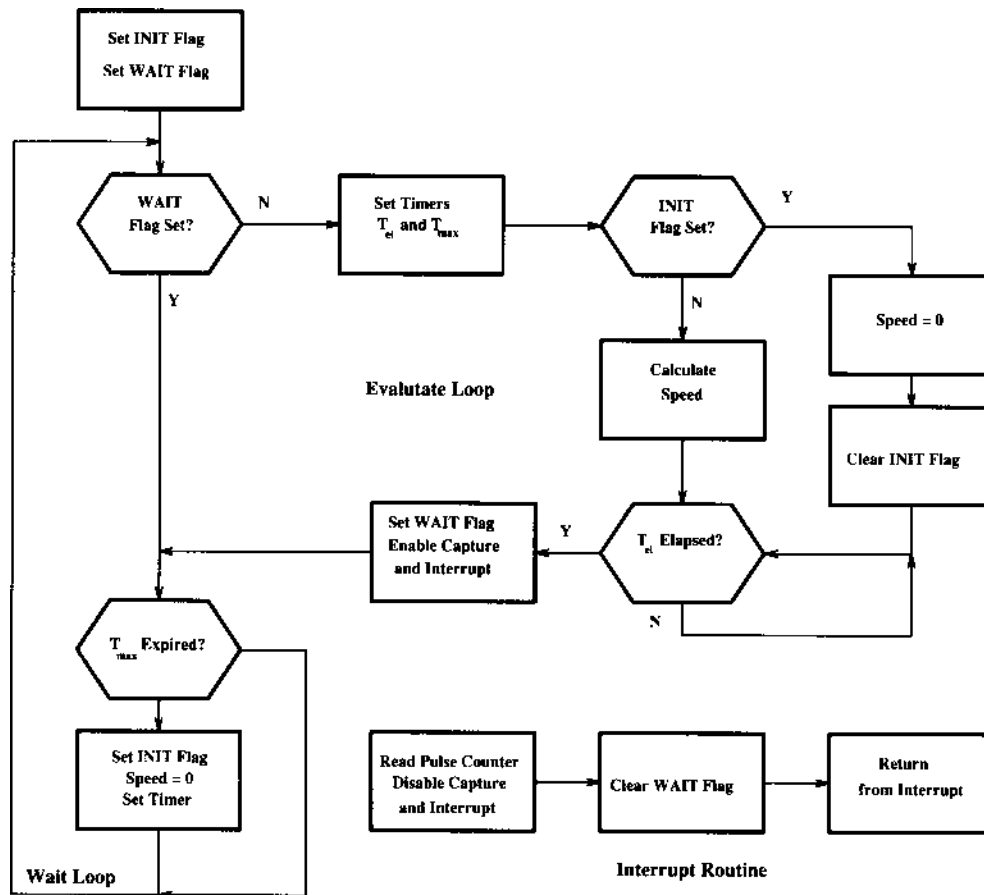 Set INIT Flag
Set WAIT Flag
WAIT
Flag Set?
N
Set Timers
T_el and T_max
INIT
Flag Set?
Y
Y
N
Speed = 0
Calculate
Speed
Evalutate Loop
Clear INIT Flag
Set WAIT Flag
Enable Capture
and Interrupt
Y
T_el Elapsed?
N
T_max Expired?
Set INIT Flag
Speed = 0
Set Timer
Read Pulse Counter
Disable Capture
and Interrupt
Clear WAIT Flag
Return
from Interrupt
Wait Loop
Interrupt Routine